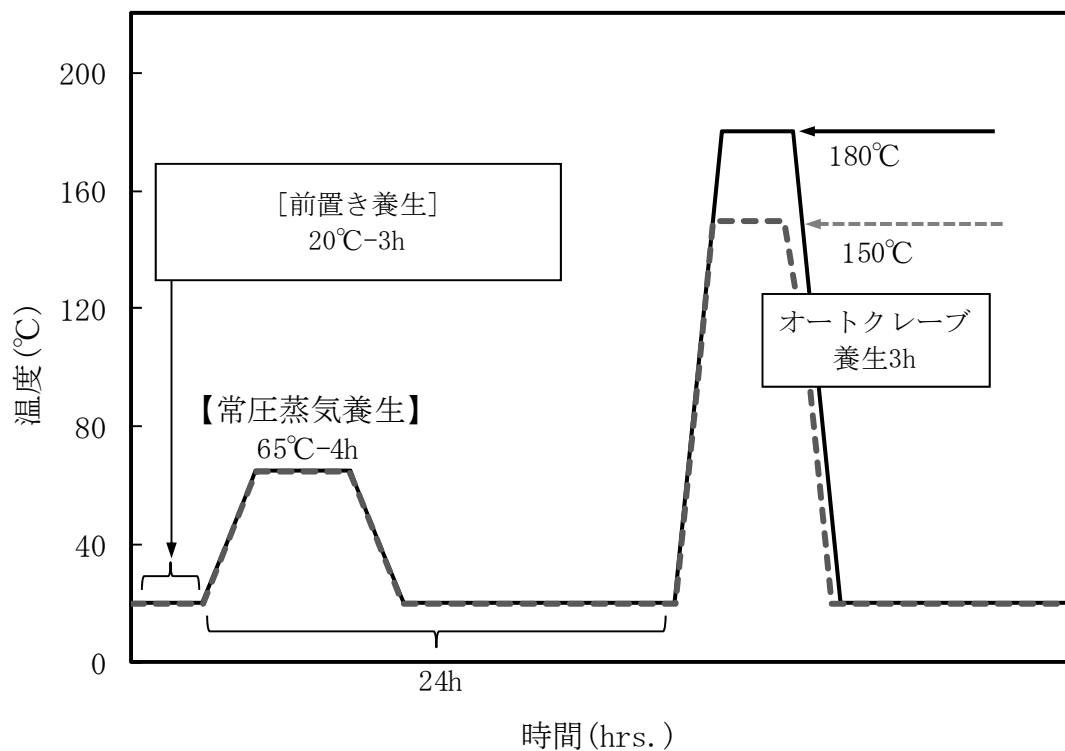 200
160
120
80
40
0
温度(℃)
[前置き養生]
20℃-3h
【常圧蒸気養生】
65℃-4h
180℃
150℃
オートクレーブ
養生3h
24h
時間(hrs.)